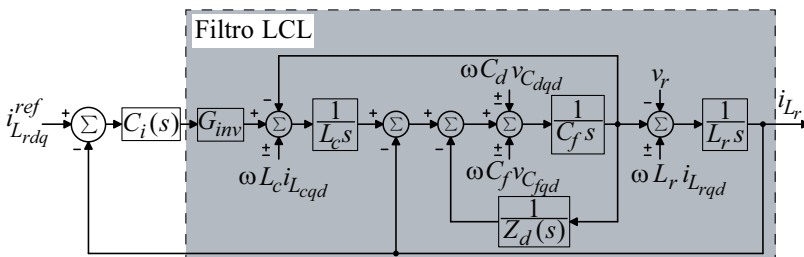 Filtro LCL
i_{L_{rdq}}^{ref}
+
-
Σ
C_i(s)
G_{inv}
+
-
±
Σ
ωL_c i_{L_{cqd}}
1/(L_c s)
+
-
Σ
+
-
Σ
ωC_d v_{C_{dqd}}
±
+
±
Σ
ωC_f v_{C_{fqd}}
1/(C_f s)
1/(Z_d(s))
v_r
-
+
±
Σ
ωL_r i_{L_{rqd}}
1/(L_r s)
i_{L_r}